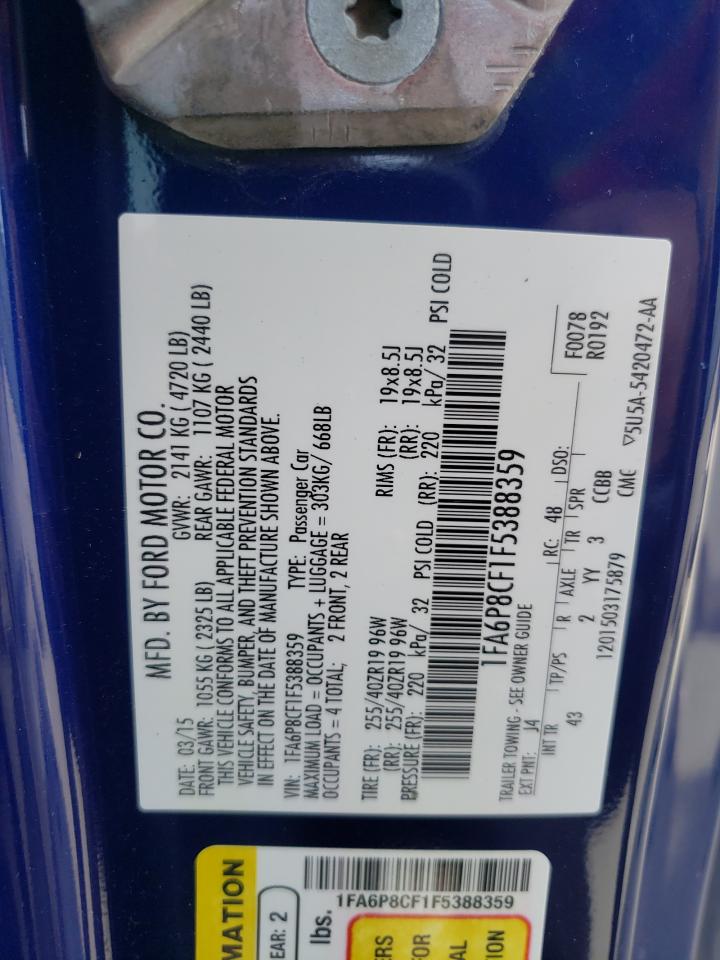 MFD. BY FORD MOTOR CO.
DATE: 03/15 GVWR: 2141 KG ( 4720 LB)
FRONT GAWR: 1055 KG ( 2325 LB) REAR GAWR: 1107 KG ( 2440 LB)
THIS VEHICLE CONFORMS TO ALL APPLICABLE FEDERAL MOTOR
VEHICLE SAFETY, BUMPER, AND THEFT PREVENTION STANDARDS
IN EFFECT ON THE DATE OF MANUFACTURE SHOWN ABOVE.
VIN: 1FA6P8CF1F5388359 TYPE: Passenger Car
MAXIMUM LOAD = OCCUPANTS + LUGGAGE = 303KG/ 668LB
OCCUPANTS = 4 TOTAL; 2 FRONT, 2 REAR
TIRE (FR): 255/40ZR19 96W RIMS (FR): 19x8.5J
(RR): 255/40ZR19 96W (RR): 19x8.5J
PRESSURE (FR): 220 kPa/ 32 PSI COLD (RR): 220 kPa/ 32 PSI COLD
1FA6P8CF1F5388359
TRAILER TOWING - SEE OWNER GUIDE
EXT PNT: J4 RC: 48 DSO: F0078
R0192
INT TR TP/PS R AXLE TR SPR
43 2 YY 3 CCBB
1201503175879 CMC ▽5U5A-5420472-AA
MATION
EAR: 2
lbs.
1FA6P8CF1F5388359
ERS
FOR
AL
ION